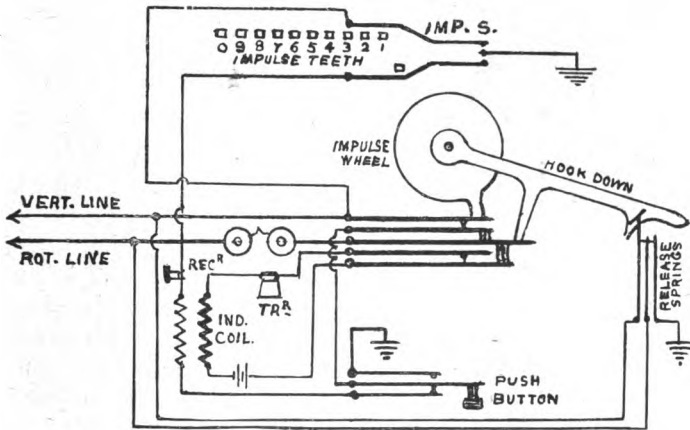 IMP. S.
0 9 8 7 6 5 4 3 2 1
IMPULSE TEETH
IMPULSE
WHEEL
HOOK DOWN
VERT. LINE
ROT. LINE
RECR
TRR
IND.
COIL.
RELEASE
SPRINGS
PUSH
BUTTON